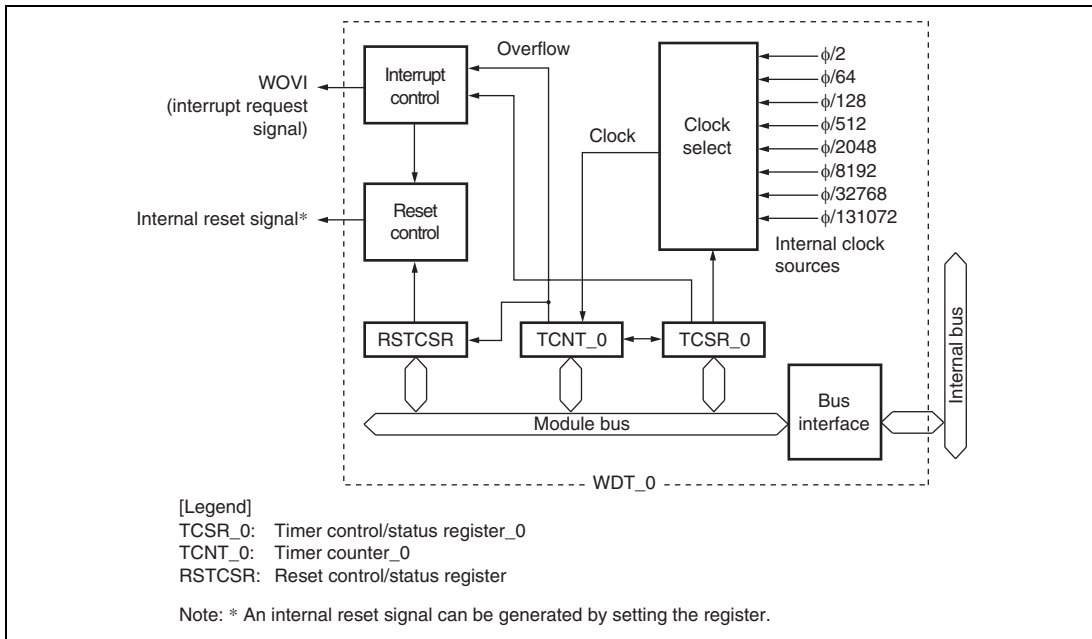 Overflow
Interrupt
control
WOVI
(interrupt request
signal)
Reset
control
Internal reset signal*
Clock
Clock
select
ϕ/2
ϕ/64
ϕ/128
ϕ/512
ϕ/2048
ϕ/8192
ϕ/32768
ϕ/131072
Internal clock
sources
RSTCSR
TCNT_0
TCSR_0
Module bus
Bus
interface
Internal bus
WDT_0
[Legend]
TCSR_0: Timer control/status register_0
TCNT_0: Timer counter_0
RSTCSR: Reset control/status register
Note: * An internal reset signal can be generated by setting the register.